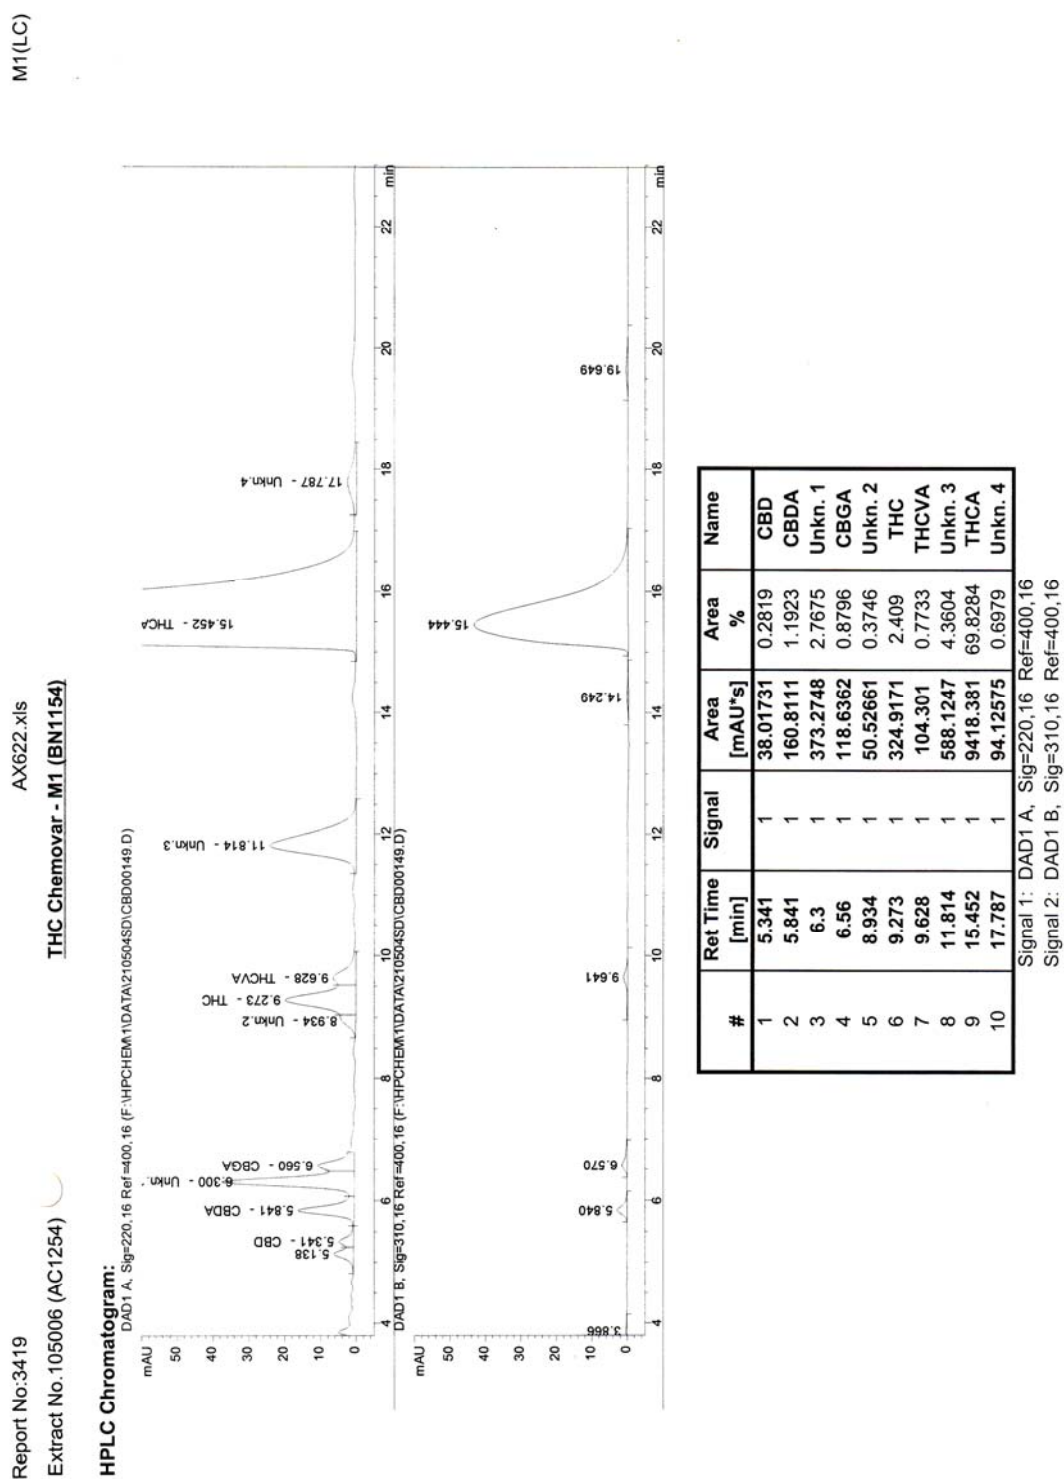 Report No:3419 AX622.xls M1(LC)
Extract No.105006 (AC1254) THC Chemovar - M1 (BN1154)
HPLC Chromatogram:
DAD1 A, Sig=220,16 Ref=400,16 (F:\HPCHEM\1\DATA\210504SD\CBD00149.D)
mAU
50
40
30
20
10
0
5.138
5.341 - CBD
5.841 - CBDA
6.300 - Unkn.
6.560 - CBGA
8.934 - Unkn.2
9.273 - THC
9.628 - THCVA
11.814 - Unkn.3
15.452 - THCA
17.787 - Unkn.4
4 6 8 10 12 14 16 18 20 22 min
DAD1 B, Sig=310,16 Ref=400,16 (F:\HPCHEM\1\DATA\210504SD\CBD00149.D)
mAU
50
40
30
20
10
0
3.866
5.840
6.570
9.641
14.249
15.444
19.649
4 6 8 10 12 14 16 18 20 22 min
# Ret Time [min] Signal Area [mAU*s] Area % Name
1 5.341 1 38.01731 0.2819 CBD
2 5.841 1 160.8111 1.1923 CBDA
3 6.3 1 373.2748 2.7675 Unkn. 1
4 6.56 1 118.6362 0.8796 CBGA
5 8.934 1 50.52661 0.3746 Unkn. 2
6 9.273 1 324.9171 2.409 THC
7 9.628 1 104.301 0.7733 THCVA
8 11.814 1 588.1247 4.3604 Unkn. 3
9 15.452 1 9418.381 69.8284 THCA
10 17.787 1 94.12575 0.6979 Unkn. 4
Signal 1: DAD1 A, Sig=220,16 Ref=400,16
Signal 2: DAD1 B, Sig=310,16 Ref=400,16